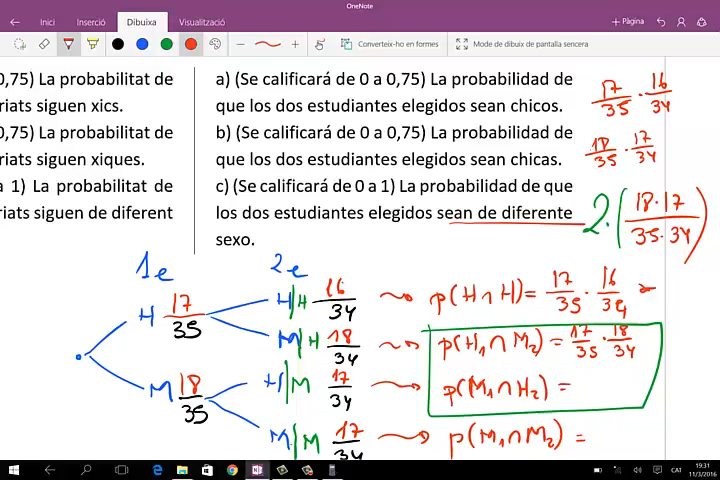 OneNote
Inici Inserció Dibuixa Visualització + Pàgina
Converteix-ho en formes Mode de dibuix de pantalla sencera
0,75) La probabilitat de
riats siguen xics.
0,75) La probabilitat de
riats siguen xiques.
a 1) La probabilitat de
riats siguen de diferent
a) (Se calificará de 0 a 0,75) La probabilidad de
que los dos estudiantes elegidos sean chicos.
b) (Se calificará de 0 a 0,75) La probabilidad de
que los dos estudiantes elegidos sean chicas.
c) (Se calificará de 0 a 1) La probabilidad de que
los dos estudiantes elegidos sean de diferente
sexo.
17/35 · 16/34
18/35 · 17/34
2·(18·17/35·34)
1e 2e
H 17/35
M 18/35
H|H 16/34 p(H∩H) = 17/35 · 16/34
M|H 18/34 p(H₁∩M₂) = 17/35 · 18/34
H|M 17/34 p(M₁∩H₂) =
M|M 17/34 p(M₁∩M₂) =
CAT 19:31
11/3/2016